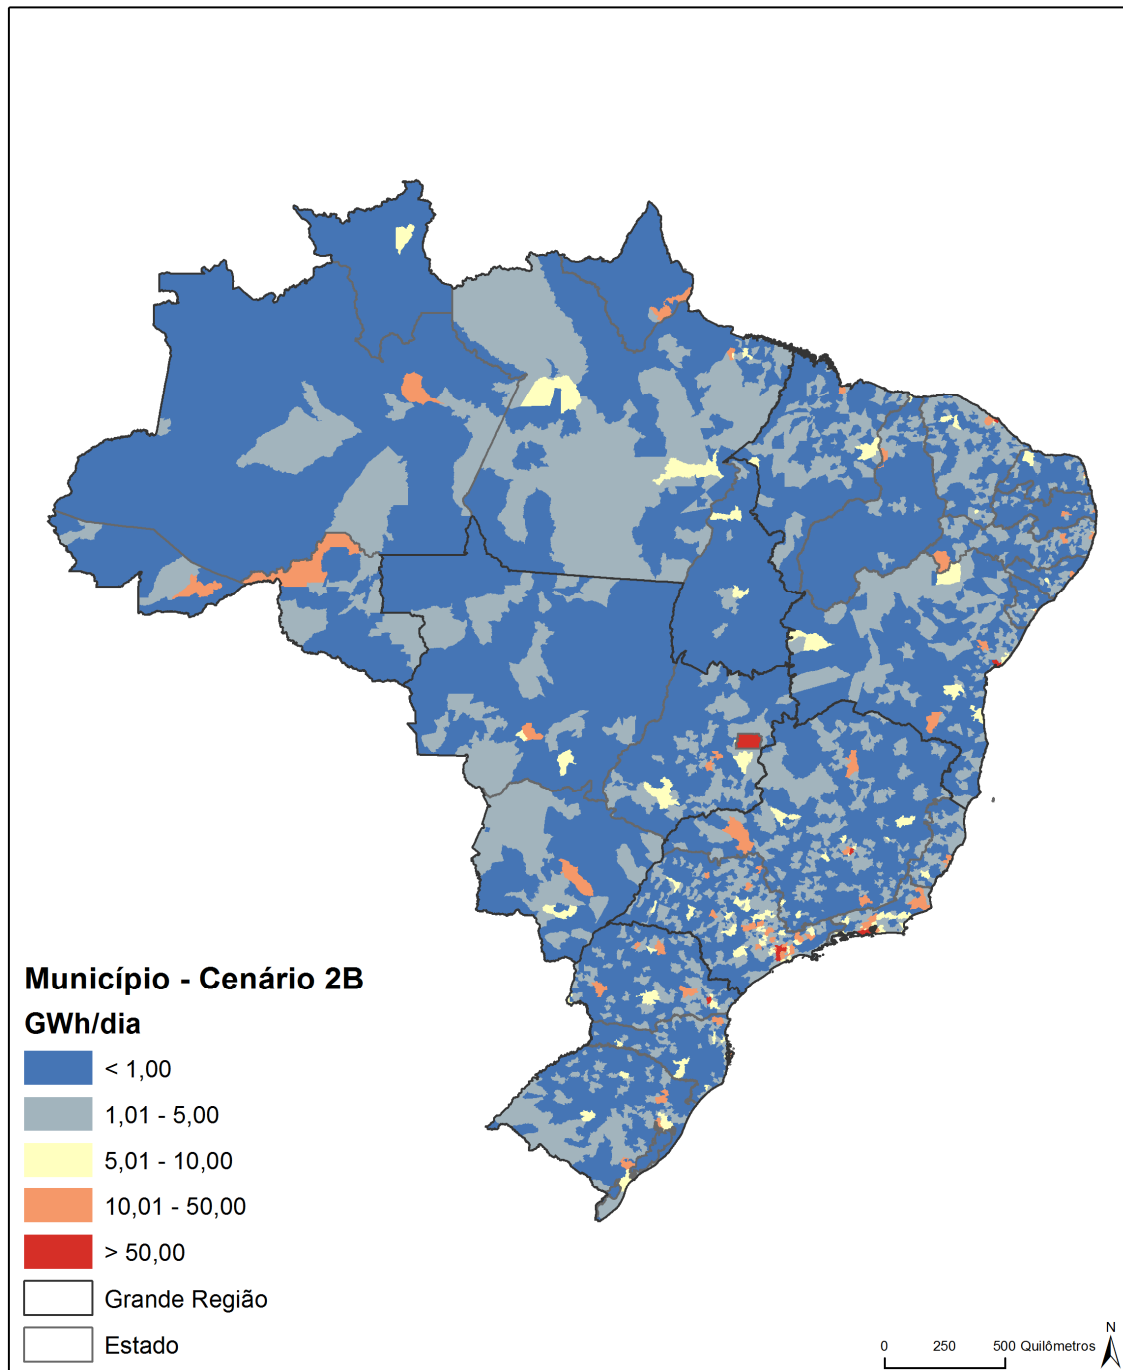 Município - Cenário 2B
GWh/dia
< 1,00
1,01 - 5,00
5,01 - 10,00
10,01 - 50,00
> 50,00
Grande Região
Estado
0 250 500 Quilômetros
N